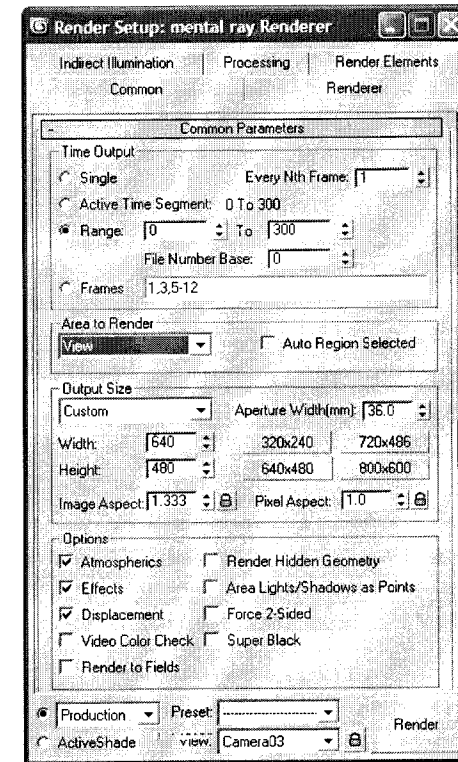 Render Setup: mental ray Renderer
Indirect Illumination Processing Render Elements
Common Renderer
- Common Parameters
Time Output
Single Every Nth Frame: 1
Active Time Segment: 0 To 300
Range: 0 To 300
File Number Base: 0
Frames 1,3,5-12
Area to Render
View Auto Region Selected
Output Size
Custom Aperture Width(mm): 36.0
Width: 640 320x240 720x486
Height: 480 640x480 800x600
Image Aspect: 1.333 Pixel Aspect: 1.0
Options
Atmospherics Render Hidden Geometry
Effects Area Lights/Shadows as Points
Displacement Force 2-Sided
Video Color Check Super Black
Render to Fields
Production Preset: --------------------
ActiveShade View: Camera03 Render